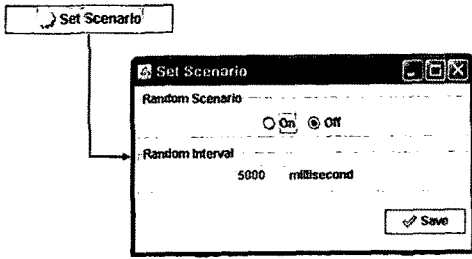 Set Scenario
Set Scenario
Random Scenario
On Off
Random Interval
5000 millisecond
Save